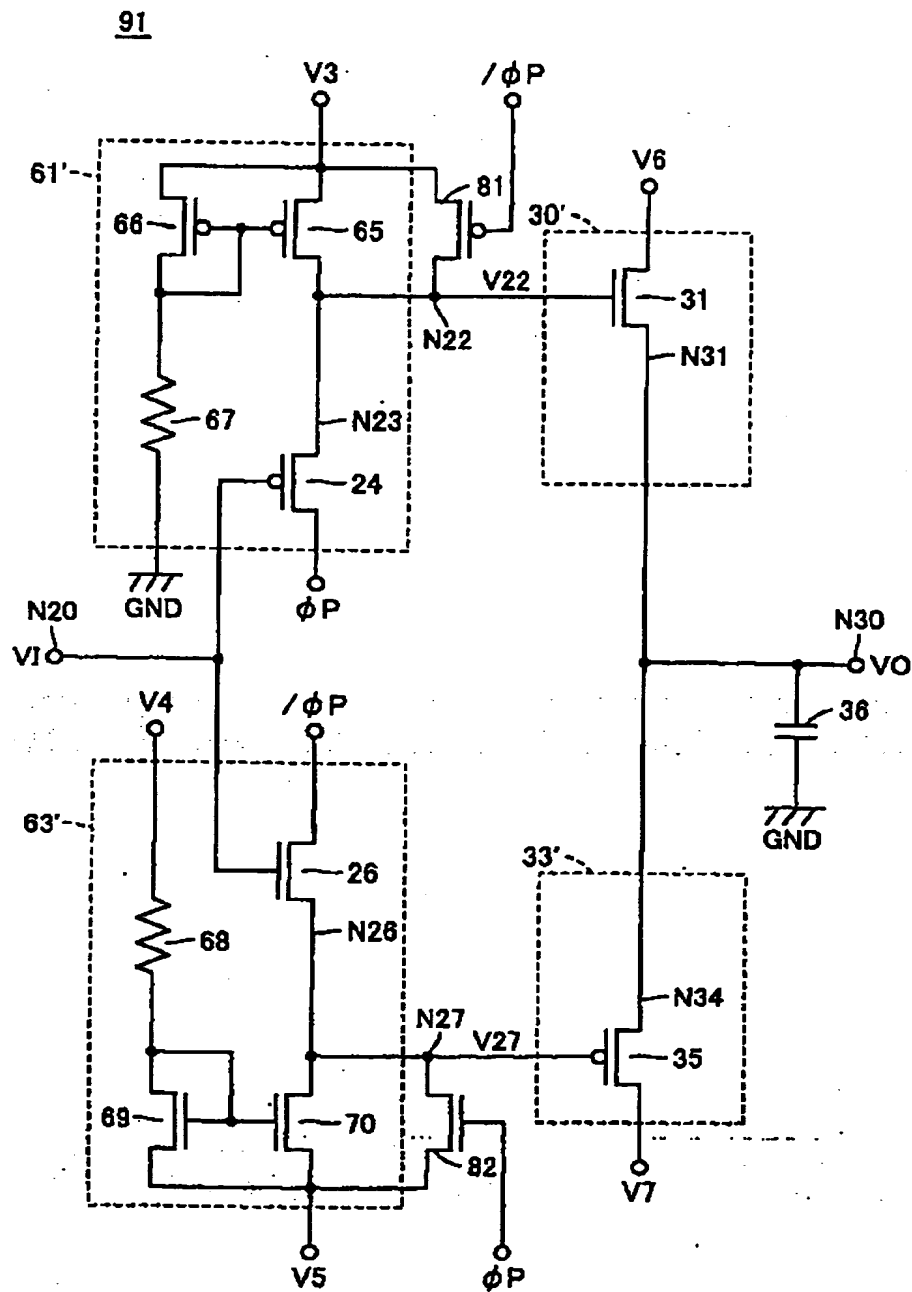 91
V3
/φP
61'
V6
66
65
81
30'
V22
31
N22
N31
67
N23
24
GND
φP
N20
N30
VI
VO
V4
/φP
36
63'
GND
33'
26
68
N26
N34
N27
V27
35
69
70
82
V7
V5
φP